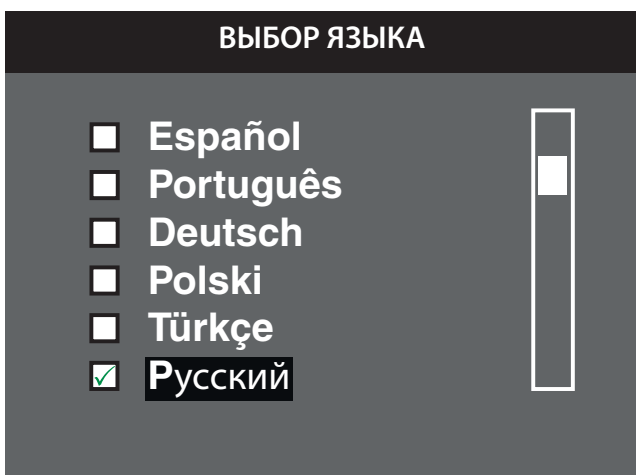 ВЫБОР ЯЗЫКА
Español
Português
Deutsch
Polski
Türkçe
Русский